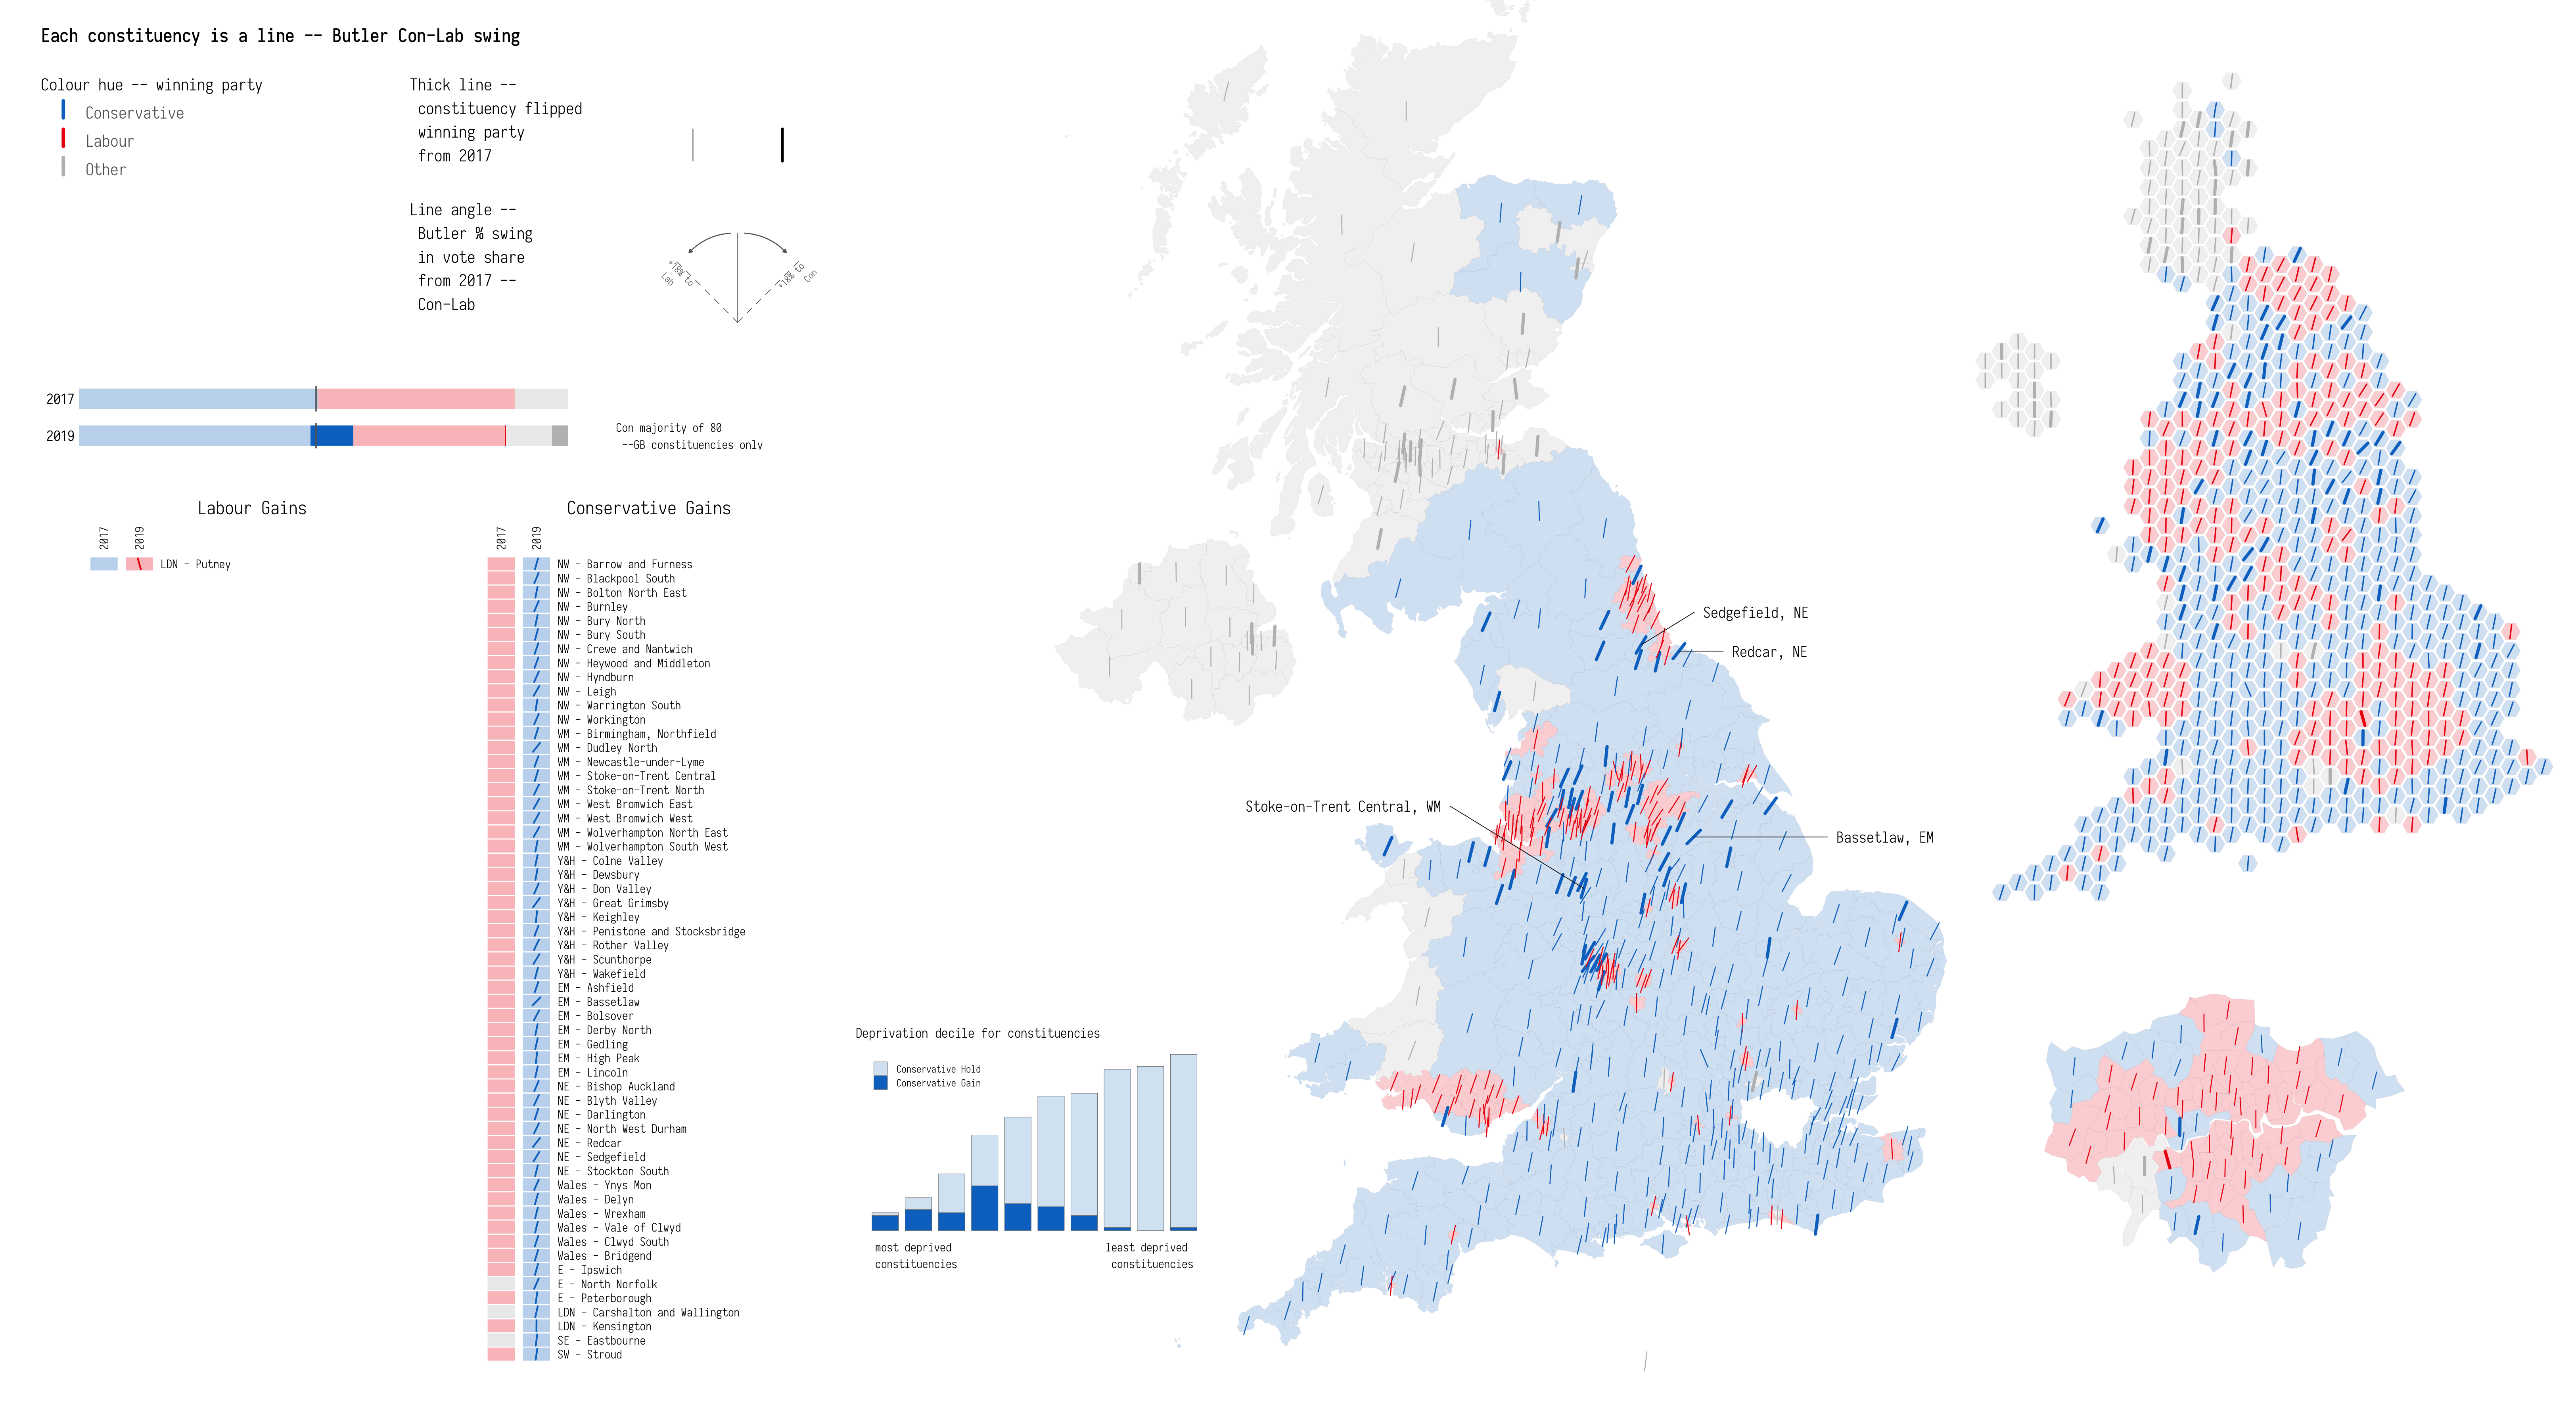 Each constituency is a line -- Butler Con-Lab swing
Colour hue -- winning party
Conservative
Labour
Other
Thick line --
constituency flipped
winning party
from 2017
Line angle --
Butler % swing
in vote share
from 2017 --
Con-Lab
+18% to
Lab
+18% to
Con
2017
2019
Con majority of 80
--GB constituencies only
Labour Gains
2017
2019
LDN - Putney
Conservative Gains
2017
2019
NW - Barrow and Furness
NW - Blackpool South
NW - Bolton North East
NW - Burnley
NW - Bury North
NW - Bury South
NW - Crewe and Nantwich
NW - Heywood and Middleton
NW - Hyndburn
NW - Leigh
NW - Warrington South
NW - Workington
WM - Birmingham, Northfield
WM - Dudley North
WM - Newcastle-under-Lyme
WM - Stoke-on-Trent Central
WM - Stoke-on-Trent North
WM - West Bromwich East
WM - West Bromwich West
WM - Wolverhampton North East
WM - Wolverhampton South West
Y&H - Colne Valley
Y&H - Dewsbury
Y&H - Don Valley
Y&H - Great Grimsby
Y&H - Keighley
Y&H - Penistone and Stocksbridge
Y&H - Rother Valley
Y&H - Scunthorpe
Y&H - Wakefield
EM - Ashfield
EM - Bassetlaw
EM - Bolsover
EM - Derby North
EM - Gedling
EM - High Peak
EM - Lincoln
NE - Bishop Auckland
NE - Blyth Valley
NE - Darlington
NE - North West Durham
NE - Redcar
NE - Sedgefield
NE - Stockton South
Wales - Ynys Mon
Wales - Delyn
Wales - Wrexham
Wales - Vale of Clwyd
Wales - Clwyd South
Wales - Bridgend
E - Ipswich
E - North Norfolk
E - Peterborough
LDN - Carshalton and Wallington
LDN - Kensington
SE - Eastbourne
SW - Stroud
Deprivation decile for constituencies
Conservative Hold
Conservative Gain
most deprived
constituencies
least deprived
constituencies
Sedgefield, NE
Redcar, NE
Stoke-on-Trent Central, WM
Bassetlaw, EM